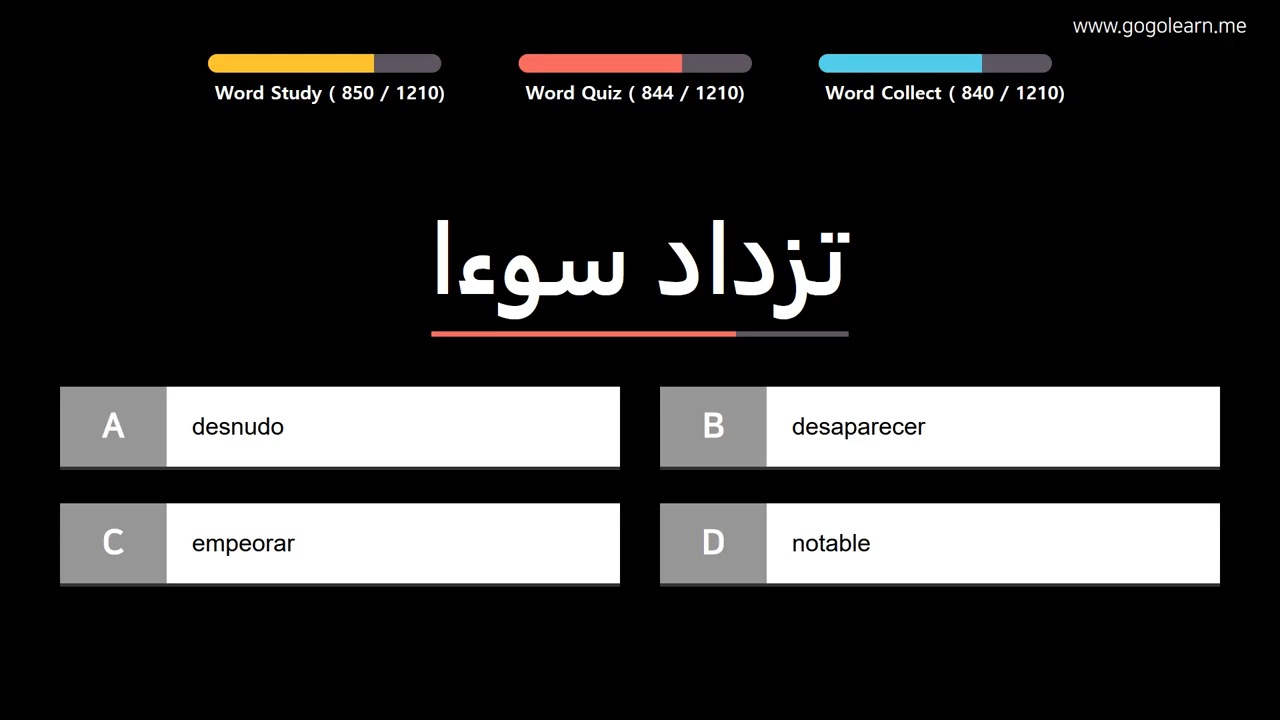 www.gogolearn.me
Word Study ( 850 / 1210)
Word Quiz ( 844 / 1210)
Word Collect ( 840 / 1210)
تزداد سوءا
A
desnudo
B
desaparecer
C
empeorar
D
notable